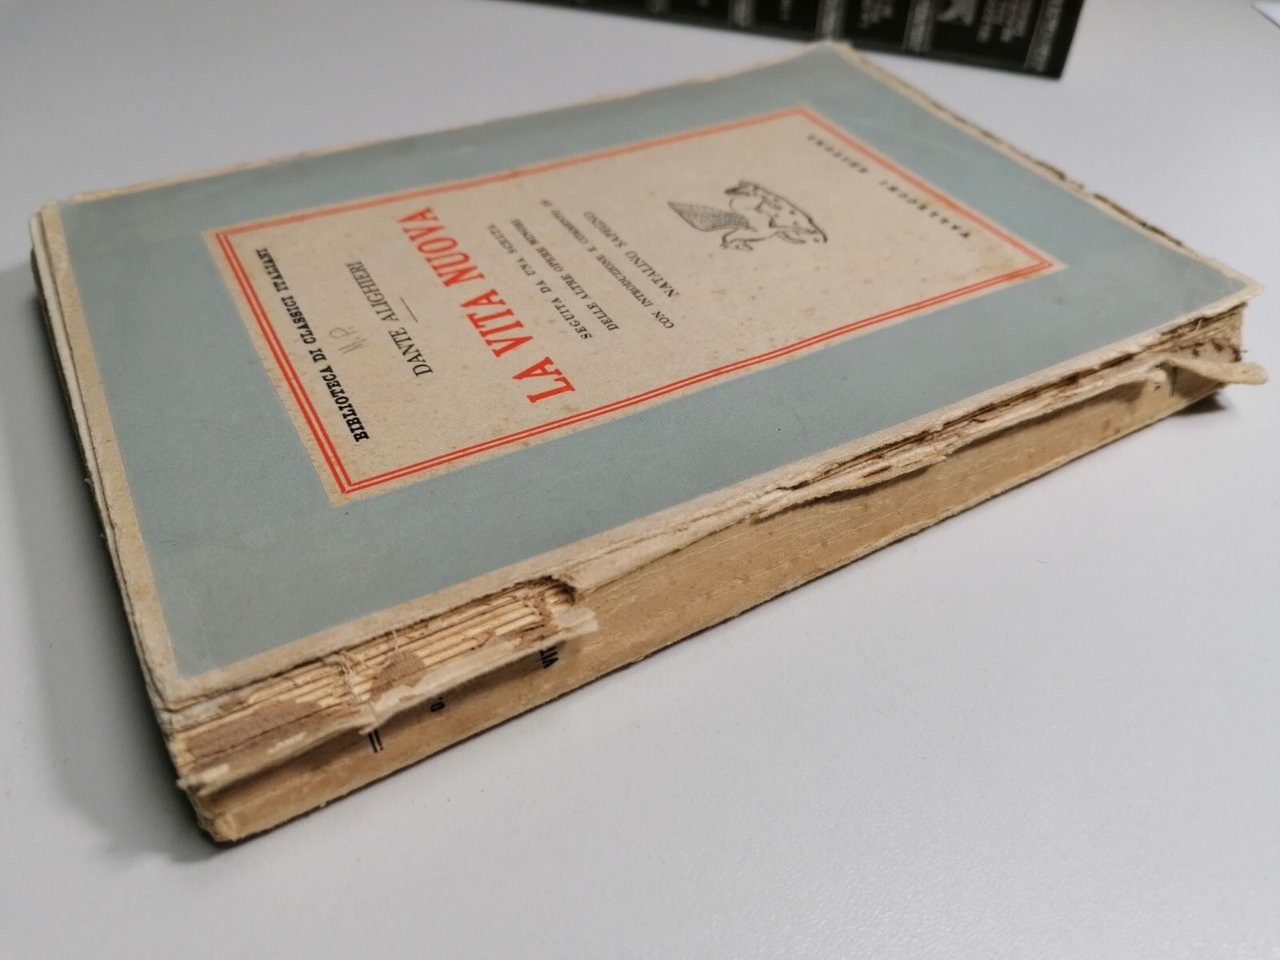 BIBLIOTECA DI CLASSICI ITALIANI
DANTE ALIGHIERI
LA VITA NUOVA
SEGUITA DA UNA SCELTA
DELLE ALTRE OPERE MINORI
CON INTRODUZIONE E COMMENTO DI
NATALINO SAPEGNO
VALLECCHI EDITORE